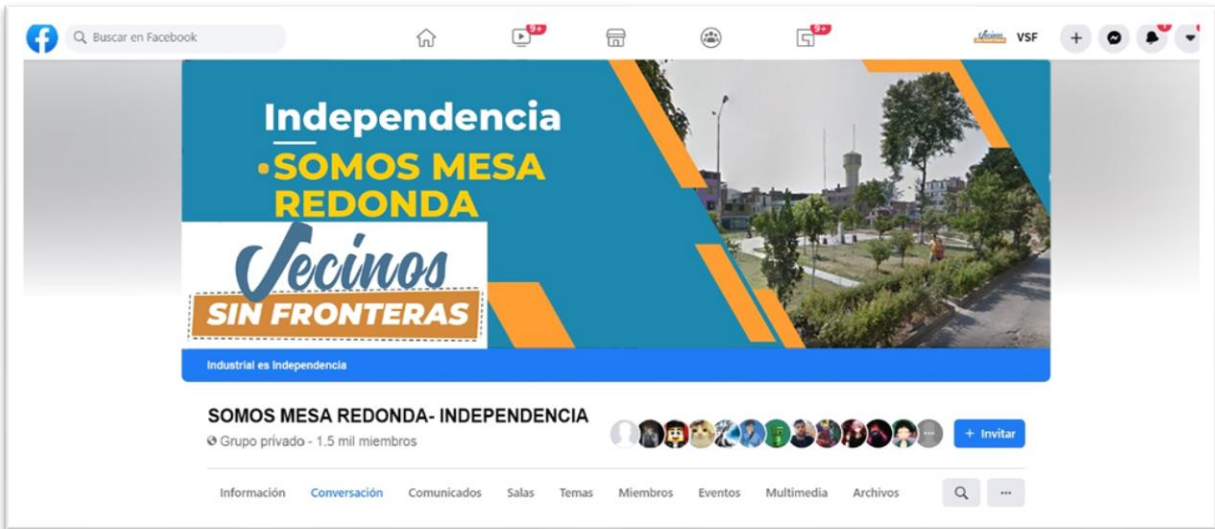 Buscar en Facebook
9+
9+
VSF
Independencia
SOMOS MESA
REDONDA
Vecinos
SIN FRONTERAS
Industrial es Independencia
SOMOS MESA REDONDA- INDEPENDENCIA
Grupo privado - 1.5 mil miembros
+ Invitar
Información Conversación Comunicados Salas Temas Miembros Eventos Multimedia Archivos